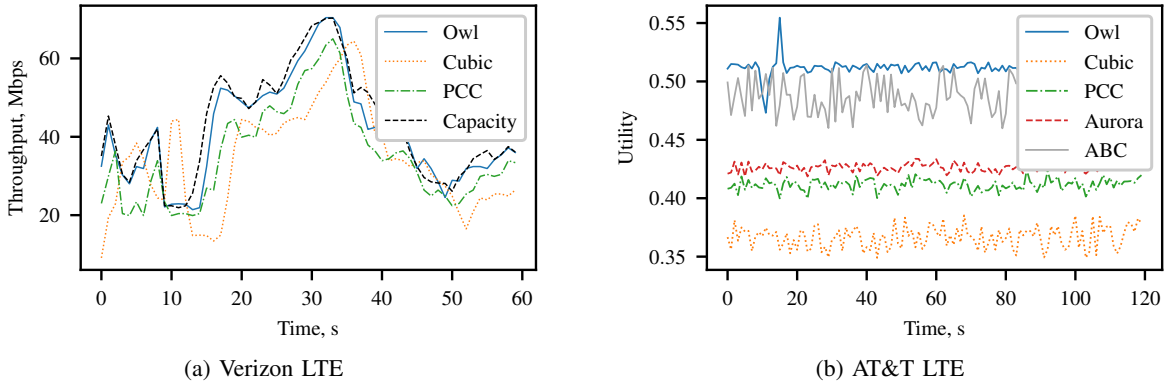 Throughput, Mbps
60
40
20
0 10 20 30 40 50 60
Time, s
Owl
Cubic
PCC
Capacity
(a) Verizon LTE
Utility
0.55
0.50
0.45
0.40
0.35
0 20 40 60 80 100 120
Time, s
Owl
Cubic
PCC
Aurora
ABC
(b) AT&T LTE